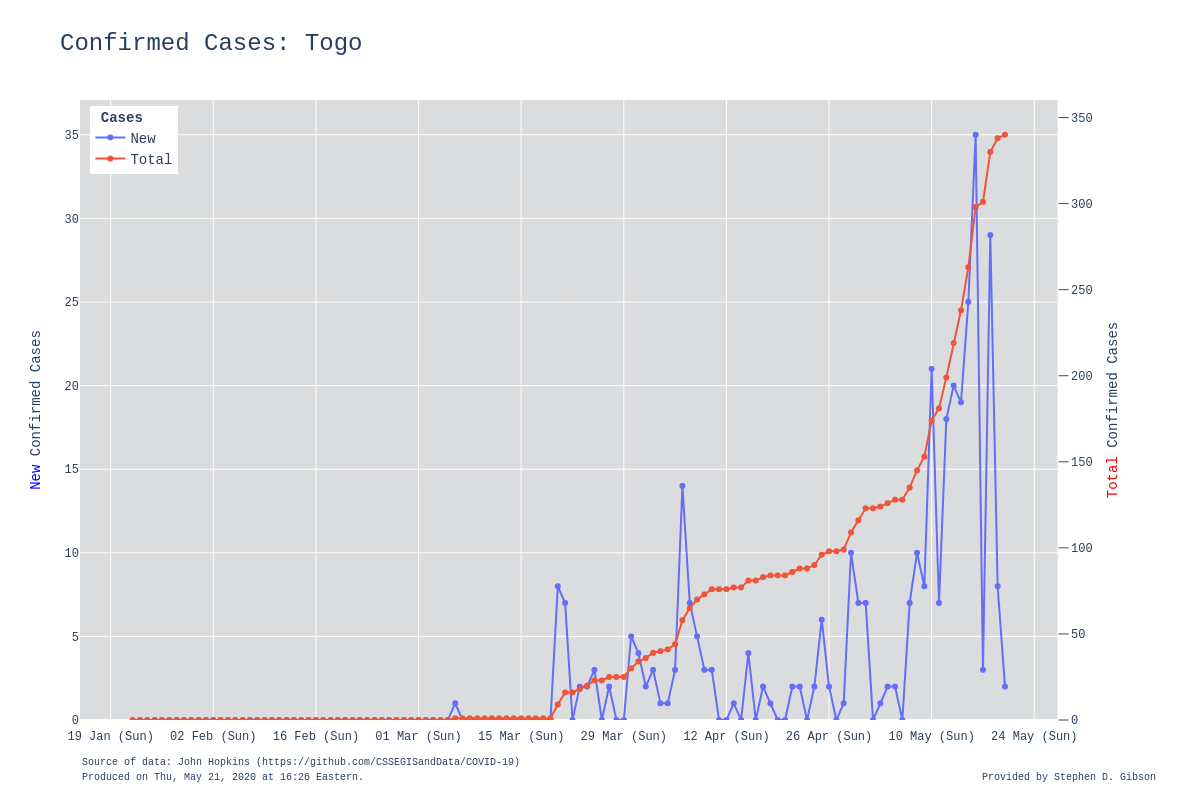 Confirmed Cases: Togo
Cases
New
Total
35
30
25
20
15
10
5
0
350
300
250
200
150
100
50
0
New Confirmed Cases
Total Confirmed Cases
19 Jan (Sun)
02 Feb (Sun)
16 Feb (Sun)
01 Mar (Sun)
15 Mar (Sun)
29 Mar (Sun)
12 Apr (Sun)
26 Apr (Sun)
10 May (Sun)
24 May (Sun)
Source of data: John Hopkins (https://github.com/CSSEGISandData/COVID-19)
Produced on Thu, May 21, 2020 at 16:26 Eastern.
Provided by Stephen D. Gibson